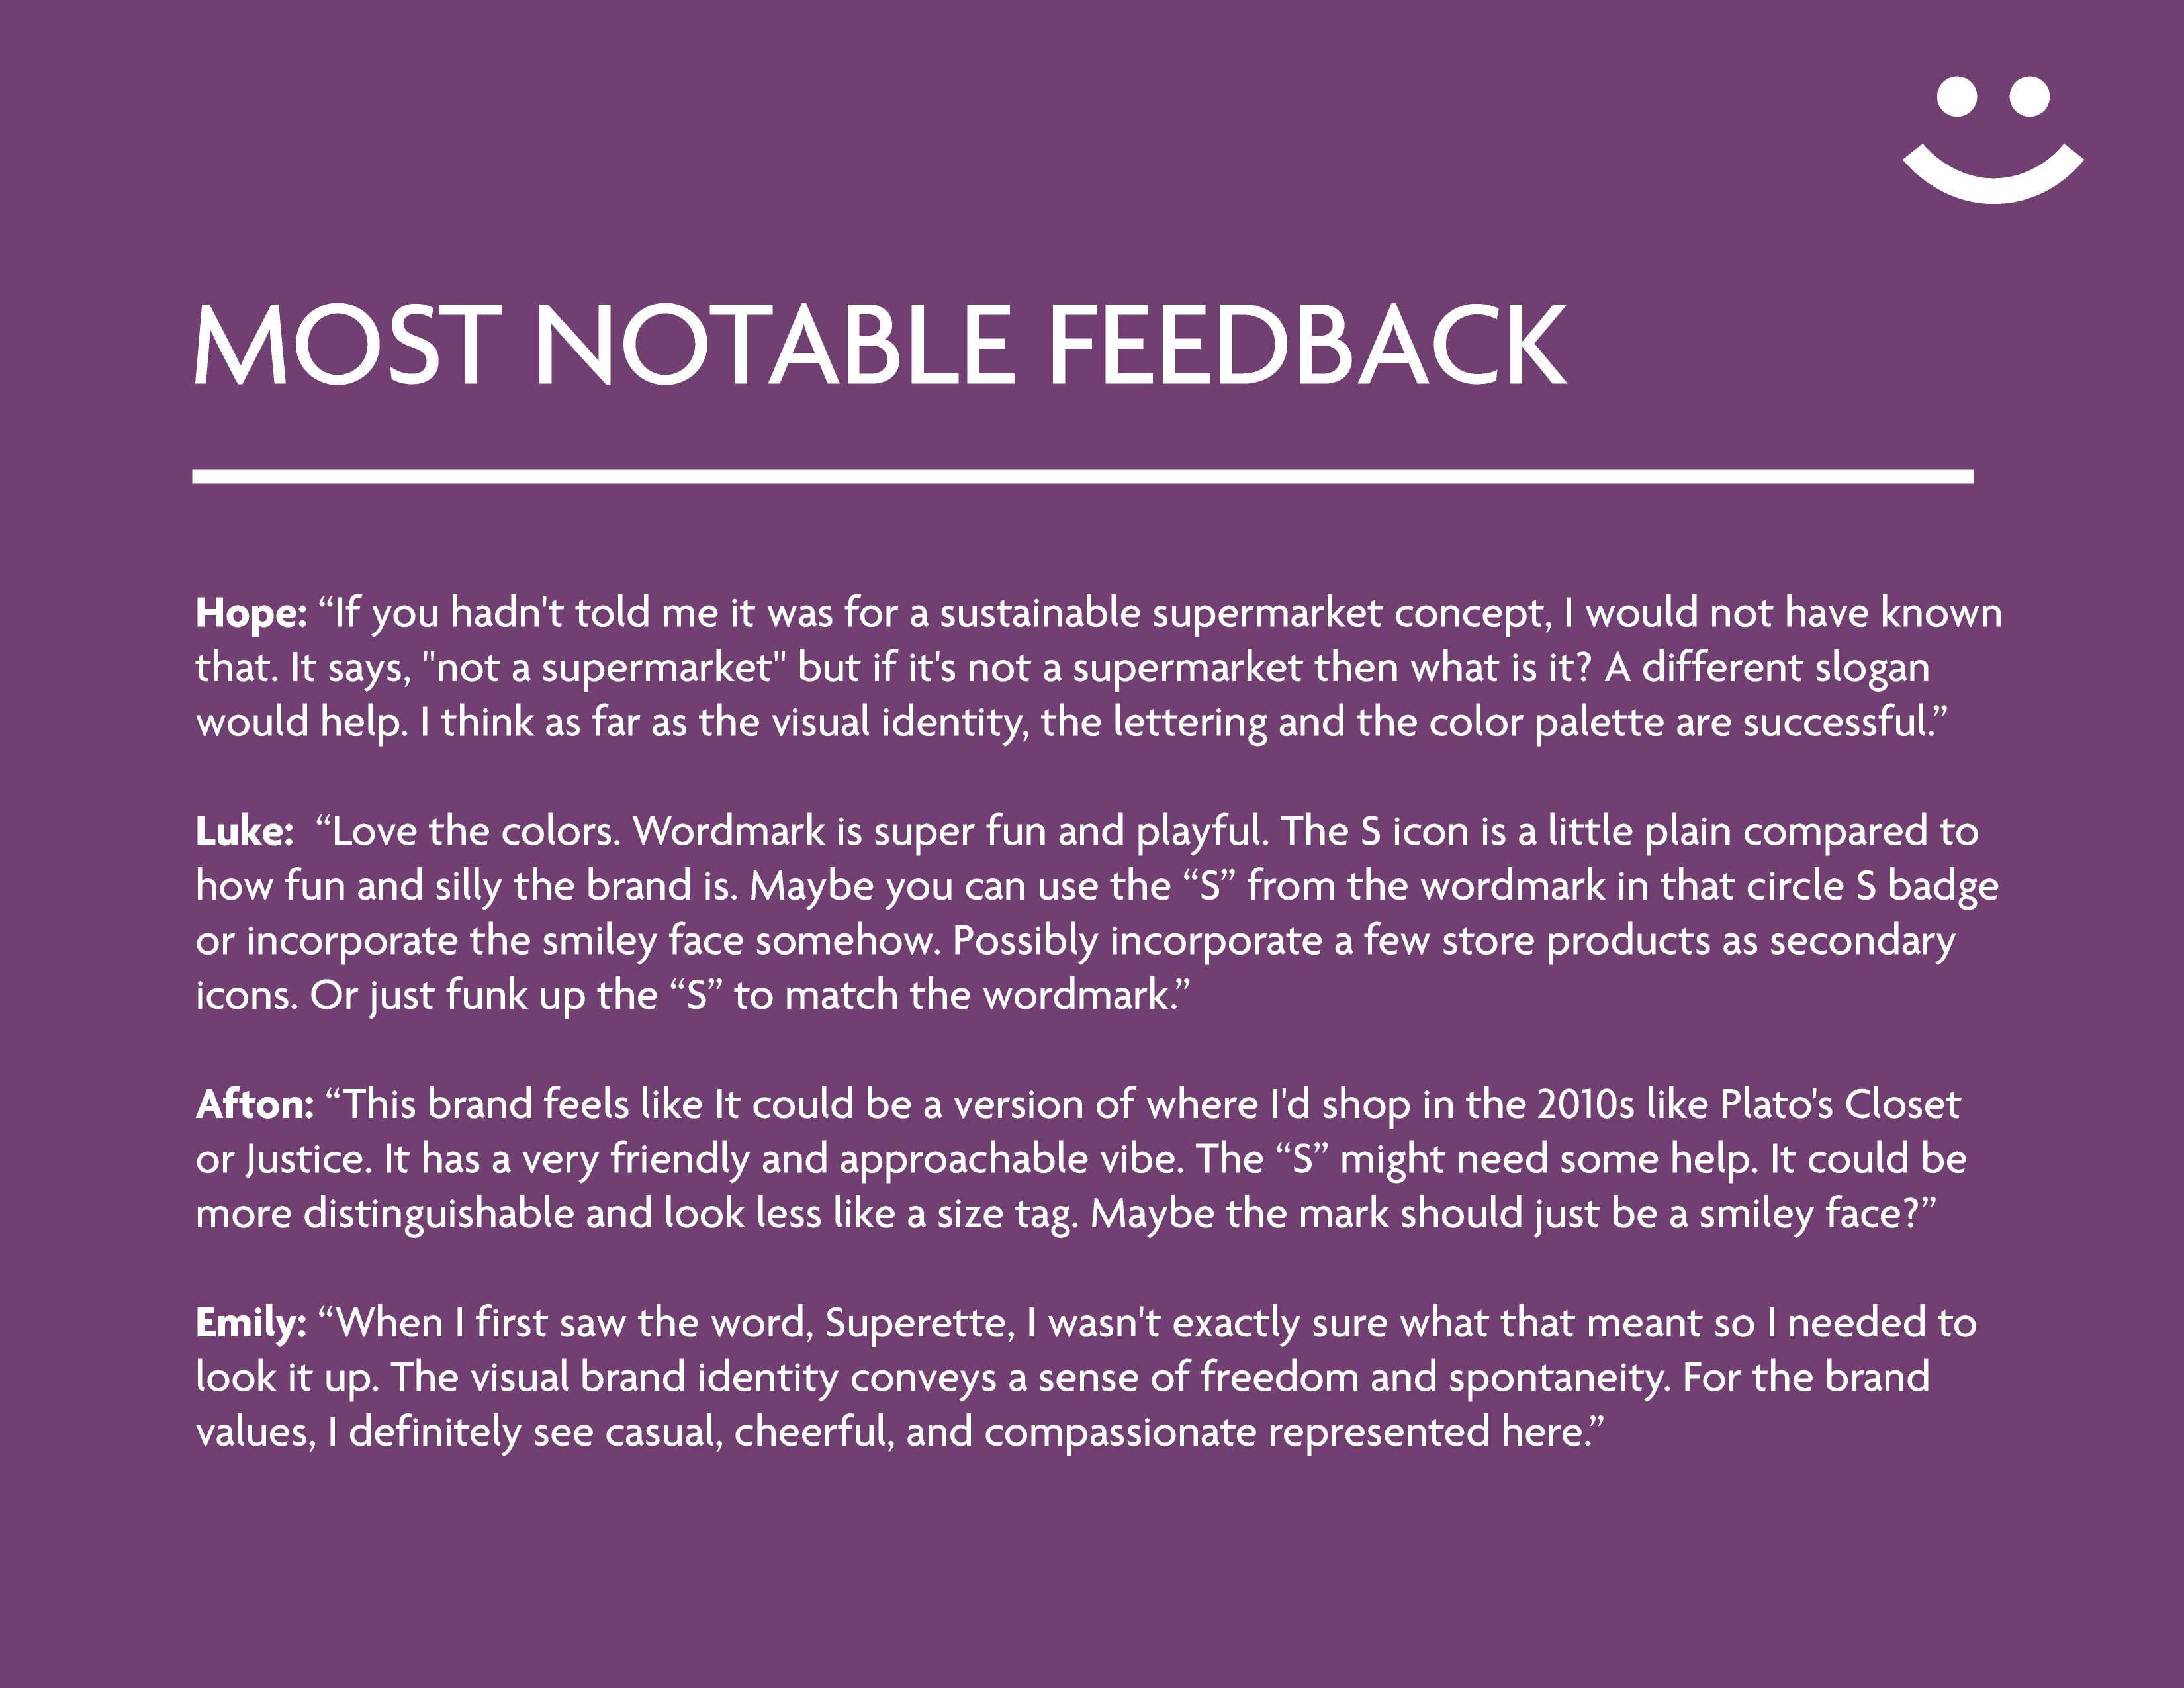 MOST NOTABLE FEEDBACK
Hope: “If you hadn't told me it was for a sustainable supermarket concept, I would not have known
that. It says, "not a supermarket" but if it's not a supermarket then what is it? A different slogan
would help. I think as far as the visual identity, the lettering and the color palette are successful.”
Luke:  “Love the colors. Wordmark is super fun and playful. The S icon is a little plain compared to
how fun and silly the brand is. Maybe you can use the “S” from the wordmark in that circle S badge
or incorporate the smiley face somehow. Possibly incorporate a few store products as secondary
icons. Or just funk up the “S” to match the wordmark.”
Afton: “This brand feels like It could be a version of where I'd shop in the 2010s like Plato's Closet
or Justice. It has a very friendly and approachable vibe. The “S” might need some help. It could be
more distinguishable and look less like a size tag. Maybe the mark should just be a smiley face?”
Emily: “When I first saw the word, Superette, I wasn't exactly sure what that meant so I needed to
look it up. The visual brand identity conveys a sense of freedom and spontaneity. For the brand
values, I definitely see casual, cheerful, and compassionate represented here.”